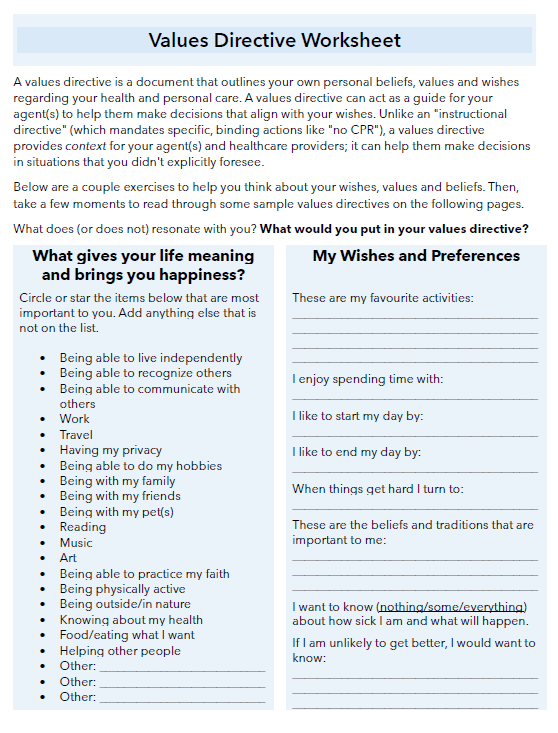 Values Directive Worksheet
A values directive is a document that outlines your own personal beliefs, values and wishes
regarding your health and personal care. A values directive can act as a guide for your
agent(s) to help them make decisions that align with your wishes. Unlike an "instructional
directive" (which mandates specific, binding actions like "no CPR"), a values directive
provides context for your agent(s) and healthcare providers; it can help them make decisions
in situations that you didn't explicitly foresee.
Below are a couple exercises to help you think about your wishes, values and beliefs. Then,
take a few moments to read through some sample values directives on the following pages.
What does (or does not) resonate with you? What would you put in your values directive?
What gives your life meaning
and brings you happiness?
Circle or star the items below that are most
important to you. Add anything else that is
not on the list.
• Being able to live independently
• Being able to recognize others
• Being able to communicate with
others
• Work
• Travel
• Having my privacy
• Being able to do my hobbies
• Being with my family
• Being with my friends
• Being with my pet(s)
• Reading
• Music
• Art
• Being able to practice my faith
• Being physically active
• Being outside/in nature
• Knowing about my health
• Food/eating what I want
• Helping other people
• Other:
• Other:
• Other:
My Wishes and Preferences
These are my favourite activities:
I enjoy spending time with:
I like to start my day by:
I like to end my day by:
When things get hard I turn to:
These are the beliefs and traditions that are
important to me:
I want to know (nothing/some/everything)
about how sick I am and what will happen.
If I am unlikely to get better, I would want to
know: